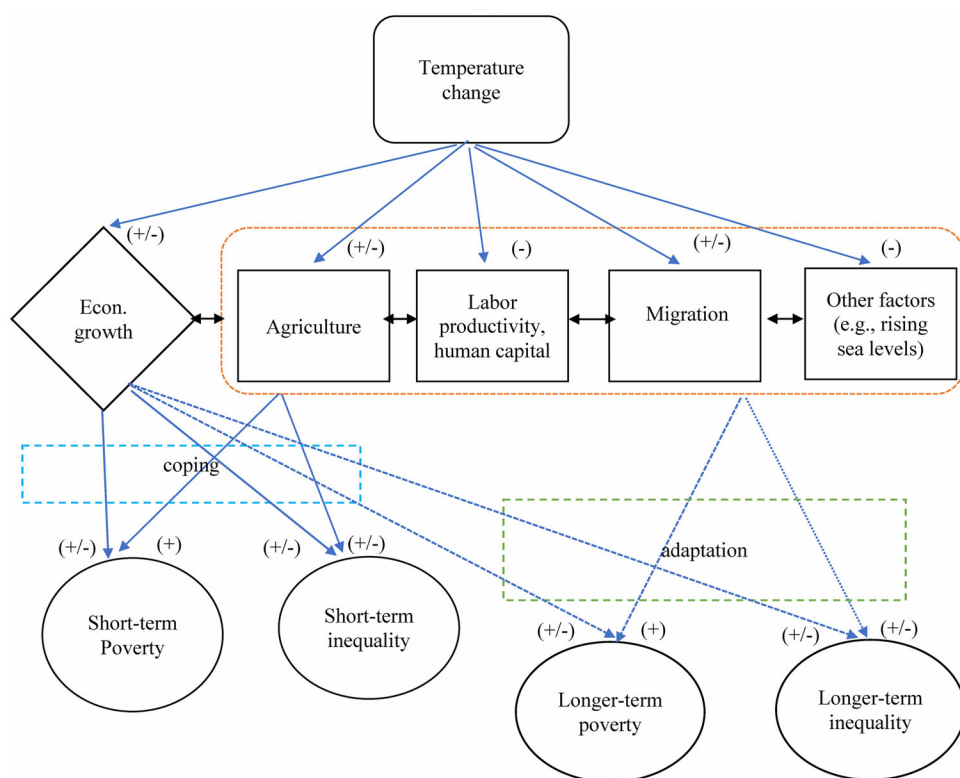 Temperature
change
(+/-)
(+/-)
(-)
(+/-)
(-)
Econ.
growth
Agriculture
Labor
productivity,
human capital
Migration
Other factors
(e.g., rising
sea levels)
coping
adaptation
(+/-)
(+)
(+/-)
(+/-)
Short-term
Poverty
Short-term
inequality
(+/-)
(+)
(+/-)
(+/-)
Longer-term
poverty
Longer-term
inequality